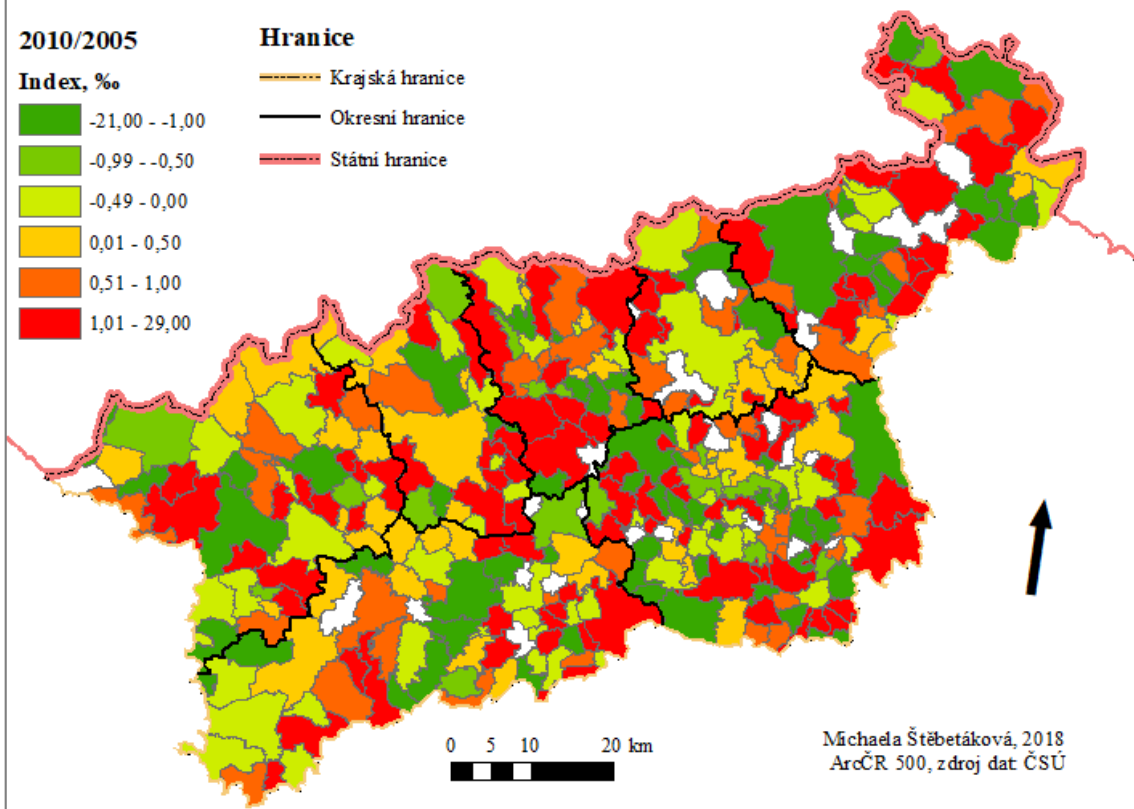 2010/2005
Index, ‰
-21,00 - -1,00
-0,99 - -0,50
-0,49 - 0,00
0,01 - 0,50
0,51 - 1,00
1,01 - 29,00
Hranice
Krajská hranice
Okresní hranice
Státní hranice
0 5 10 20 km
Michaela Štěbetáková, 2018
ArcČR 500, zdroj dat: ČSÚ